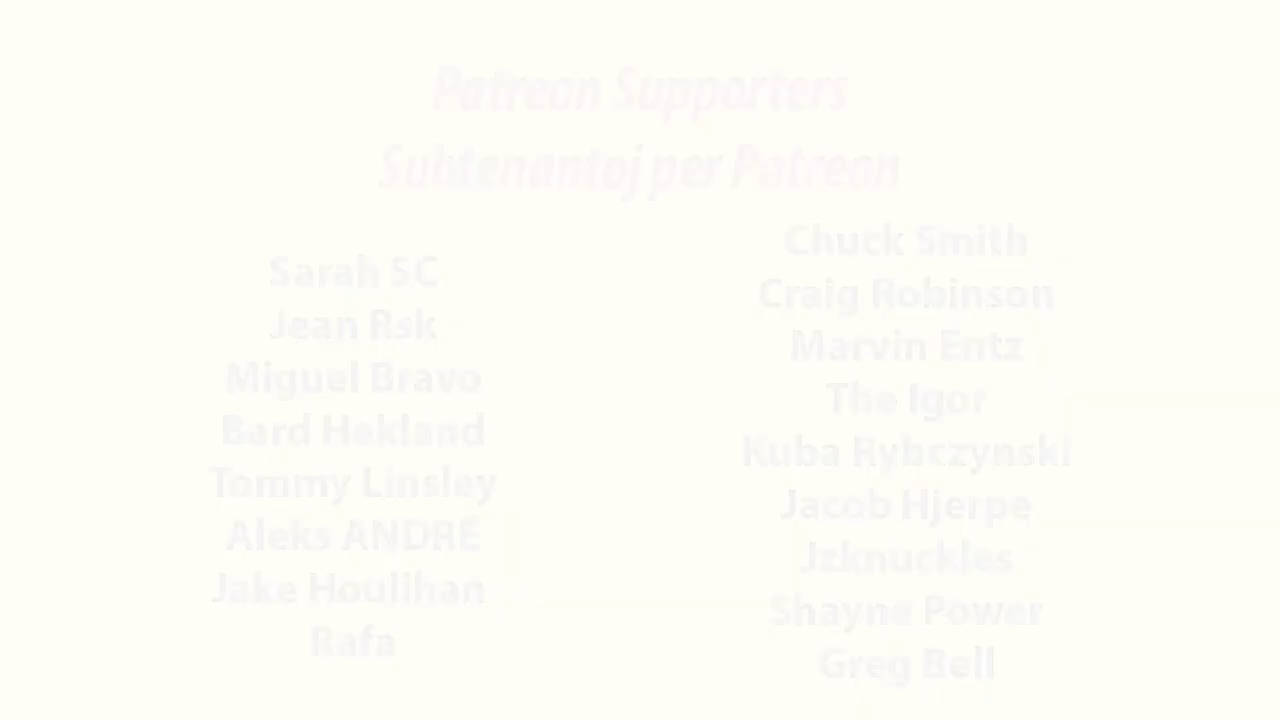 Patreon Supporters
Subtenantoj per Patreon
Sarah SC
Jean Rsk
Miguel Bravo
Bard Hekland
Tommy Linsley
Aleks ANDRÉ
Jake Houlihan
Rafa
Chuck Smith
Craig Robinson
Marvin Entz
The Igor
Kuba Rybczynski
Jacob Hjerpe
Jzknuckles
Shayne Power
Greg Bell